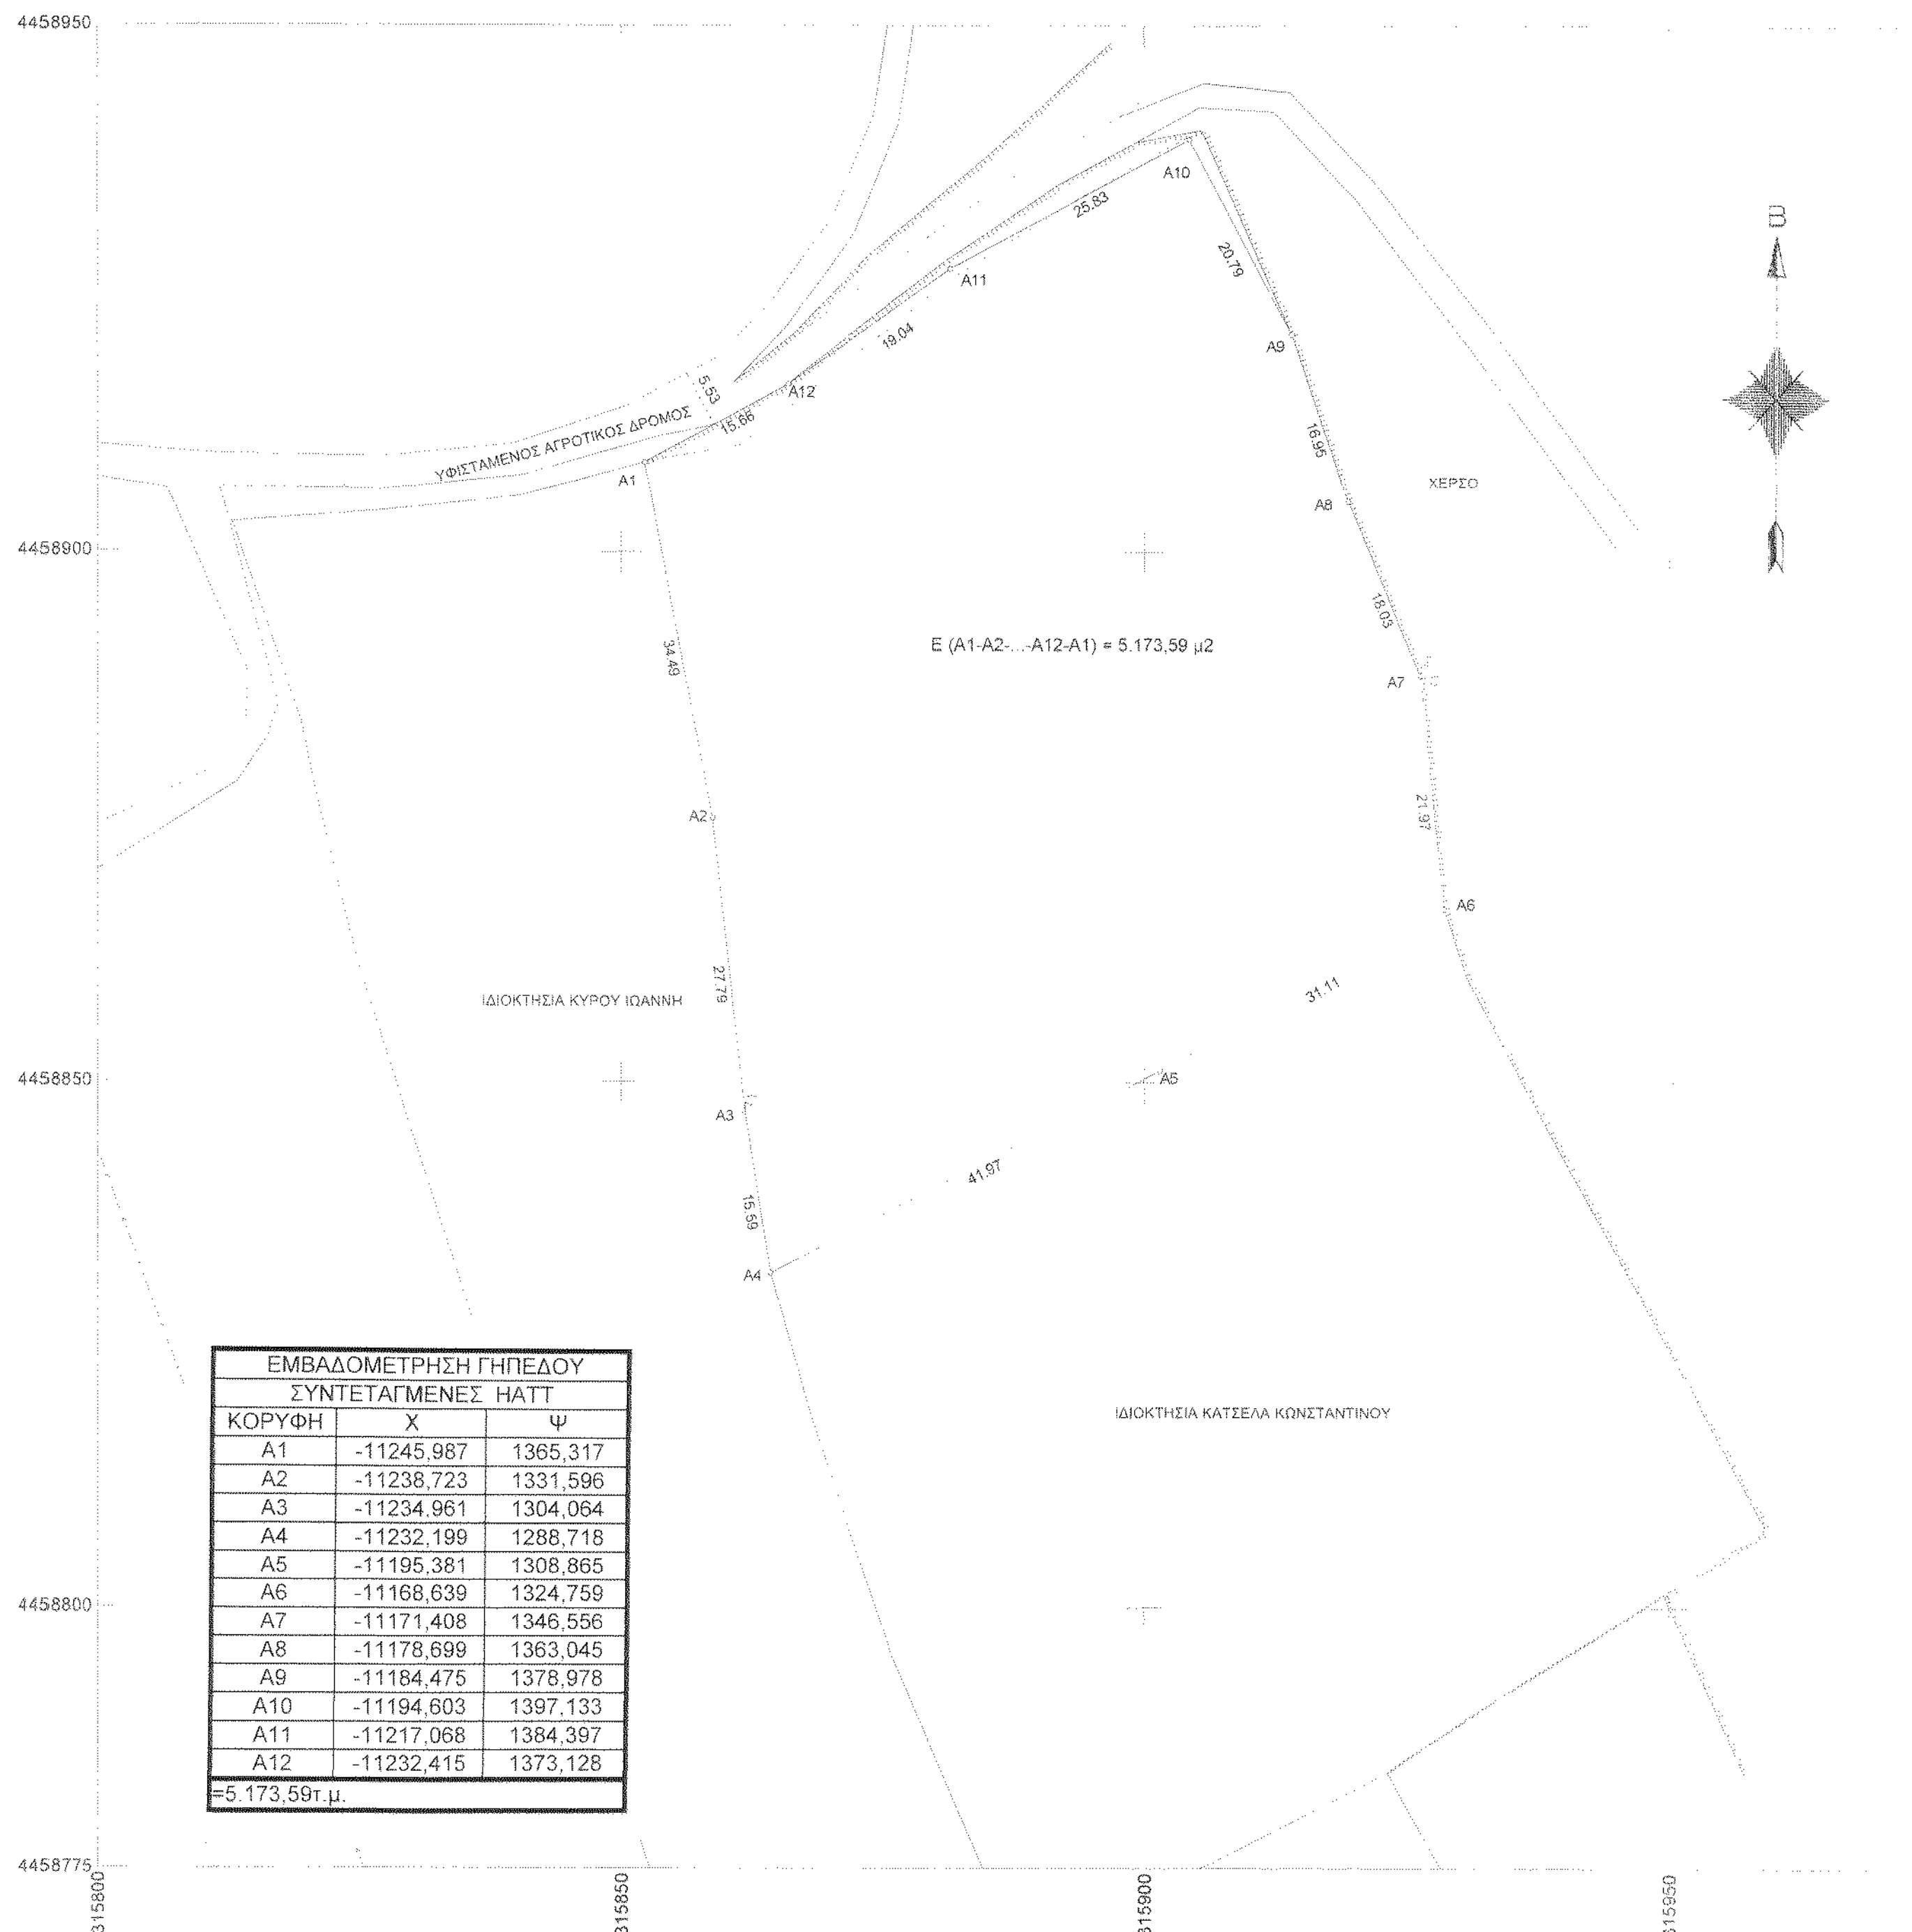 4458950
B
A10
25.83
20.79
A11
19.04
A9
5.53
A12
15.66
ΥΦΙΣΤΑΜΕΝΟΣ ΑΓΡΟΤΙΚΟΣ ΔΡΟΜΟΣ
16.95
A1
ΧΕΡΣΟ
A8
4458900
18.03
34.49
E (A1-A2-...-A12-A1) = 5.173,59 μ2
A7
A2
21.97
A6
27.79
31.11
ΙΔΙΟΚΤΗΣΙΑ ΚΥΡΟΥ ΙΩΑΝΝΗ
4458850
A5
A3
41.97
15.59
A4
ΕΜΒΑΔΟΜΕΤΡΗΣΗ ΓΗΠΕΔΟΥ
ΣΥΝΤΕΤΑΓΜΕΝΕΣ HATT
ΚΟΡΥΦΗ Χ Ψ
A1 -11245,987 1365,317
A2 -11238,723 1331,596
A3 -11234,961 1304,064
A4 -11232,199 1288,718
A5 -11195,381 1308,865
A6 -11168,639 1324,759
A7 -11171,408 1346,556
A8 -11178,699 1363,045
A9 -11184,475 1378,978
A10 -11194,603 1397,133
A11 -11217,068 1384,397
A12 -11232,415 1373,128
=5.173,59τ.μ.
ΙΔΙΟΚΤΗΣΙΑ ΚΑΤΣΕΛΑ ΚΩΝΣΤΑΝΤΙΝΟΥ
4458800
4458775
315800
315850
315900
315950